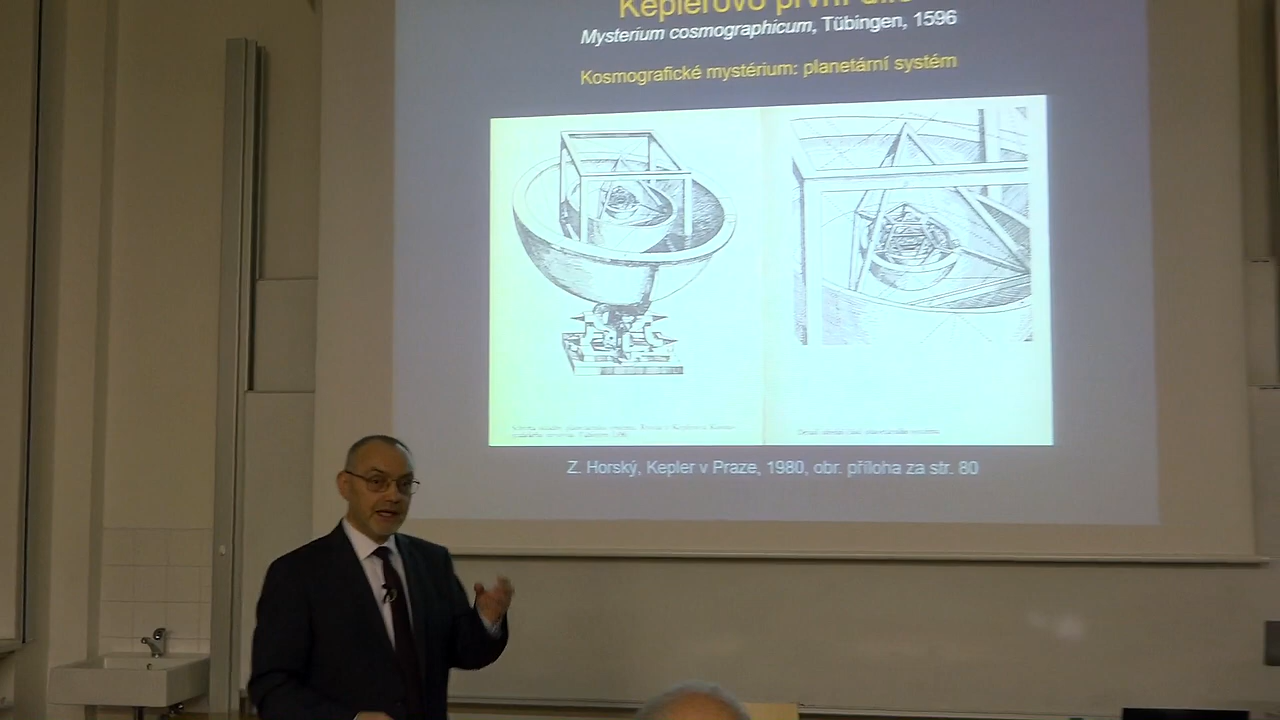 Keplerovo první dílo
Mysterium cosmographicum, Tübingen, 1596
Kosmografické mystérium: planetární systém
Z. Horský, Kepler v Praze, 1980, obr. příloha za str. 80